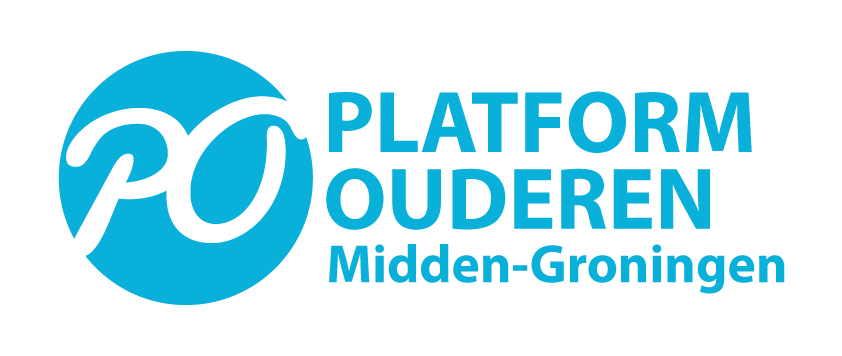 PO
PLATFORM
OUDEREN
Midden-Groningen